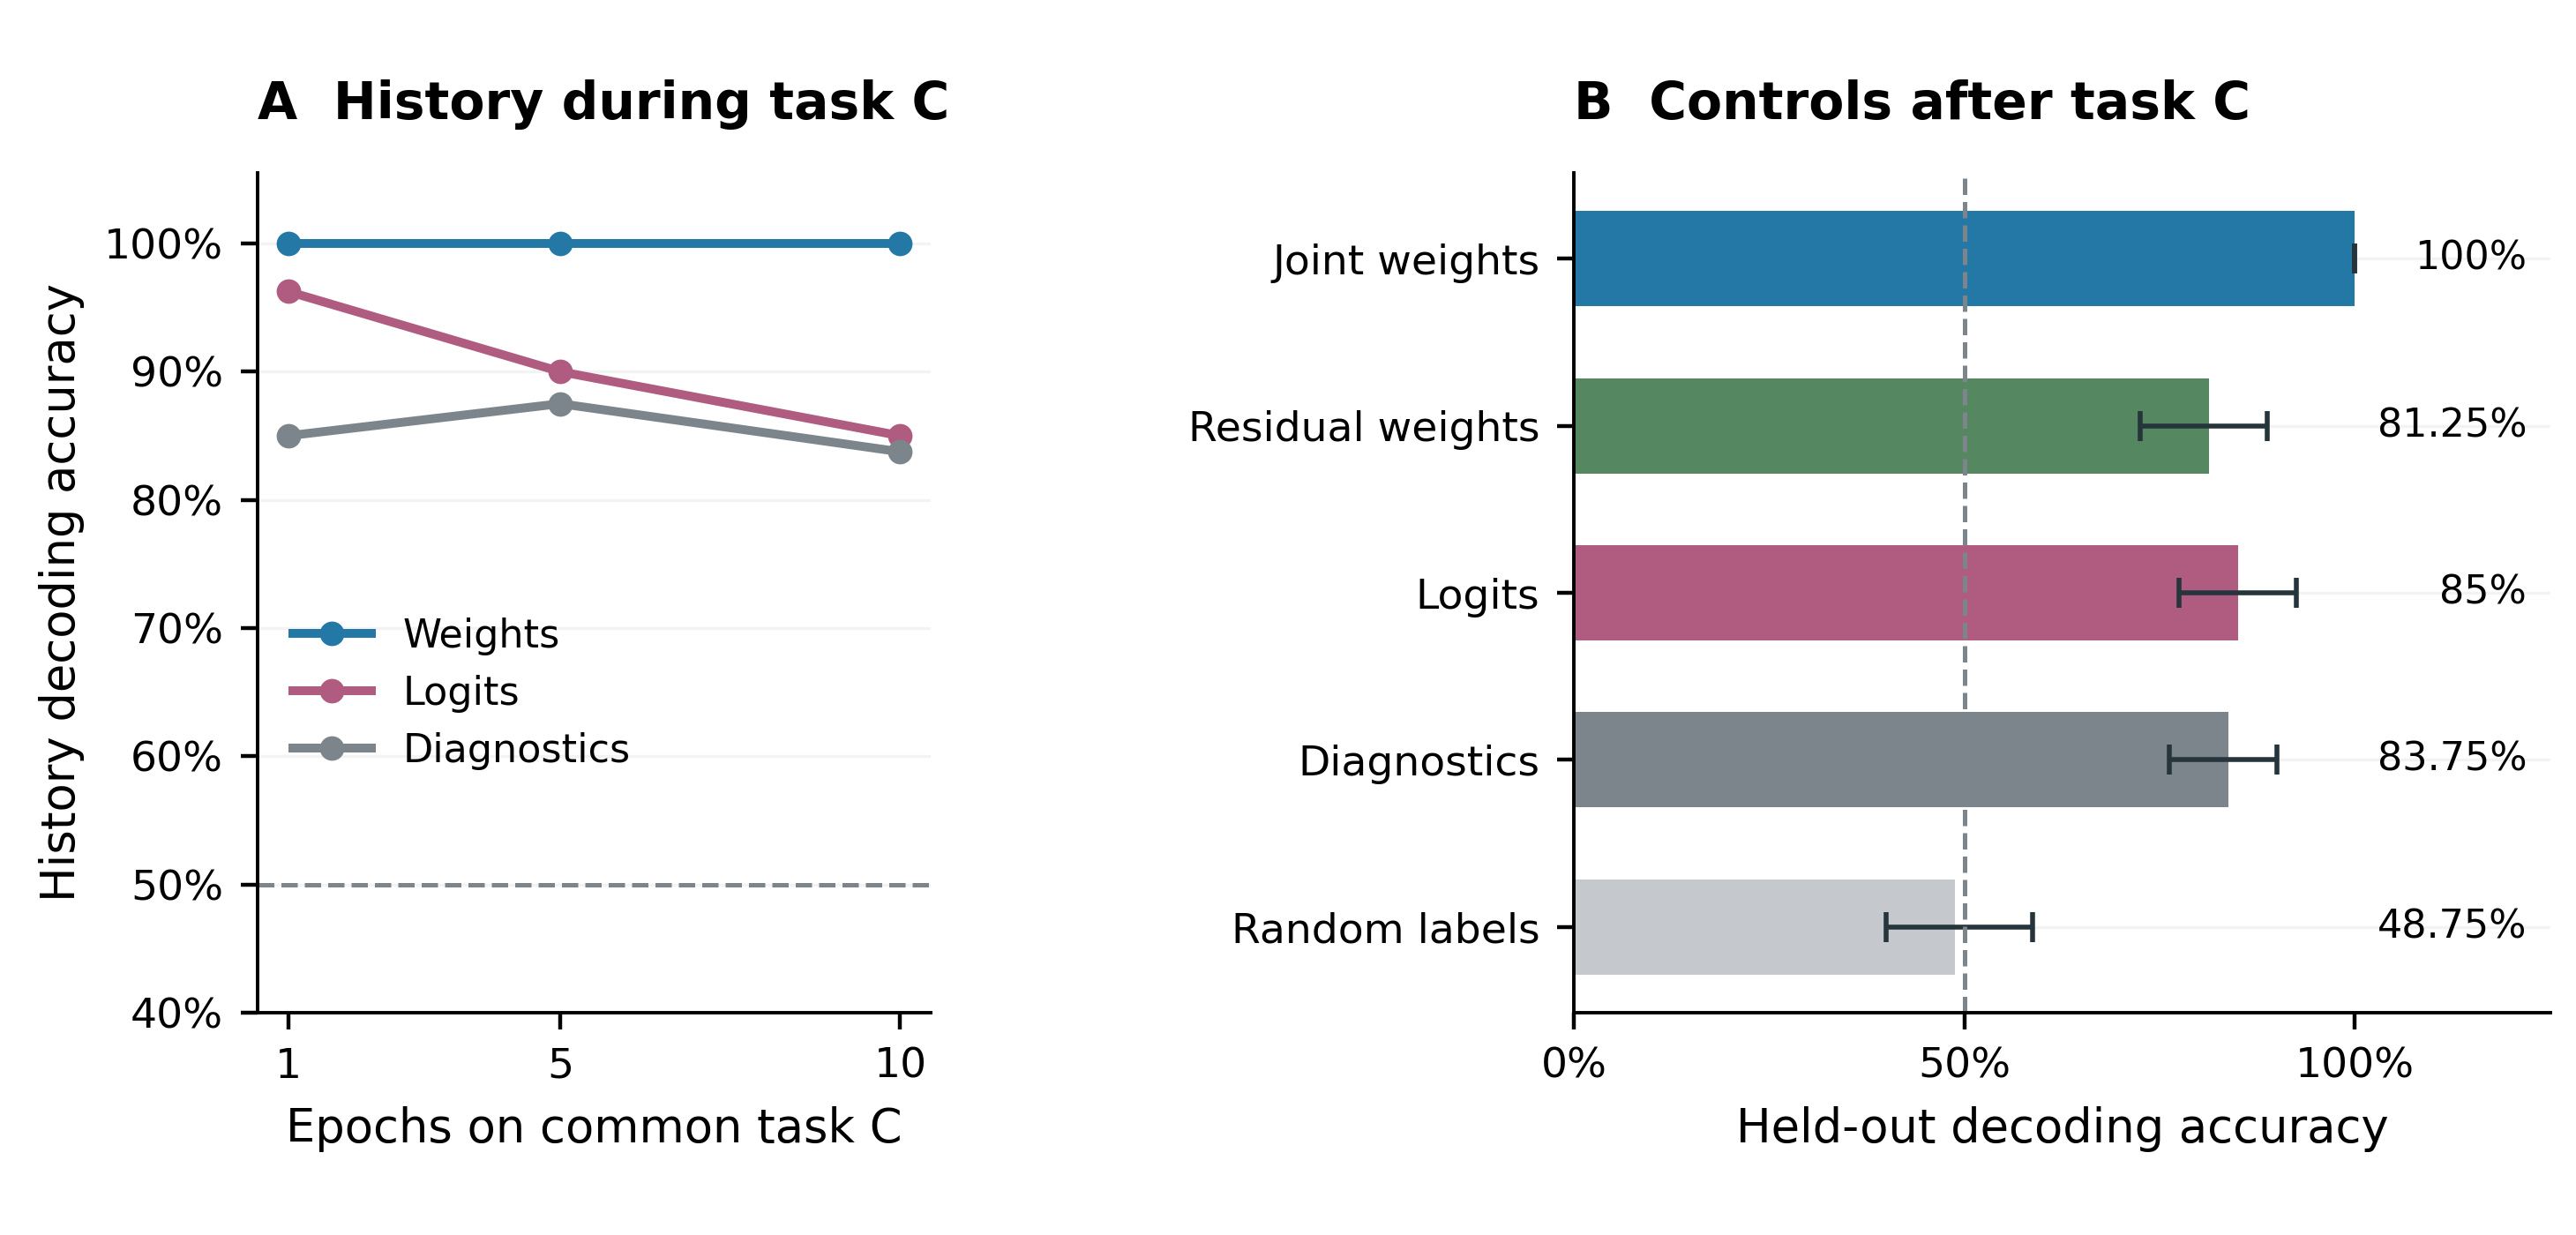 A History during task C
History decoding accuracy
100%
90%
80%
70%
60%
50%
40%
Weights
Logits
Diagnostics
1 5 10
Epochs on common task C
B Controls after task C
Joint weights 100%
Residual weights 81.25%
Logits 85%
Diagnostics 83.75%
Random labels 48.75%
0% 50% 100%
Held-out decoding accuracy